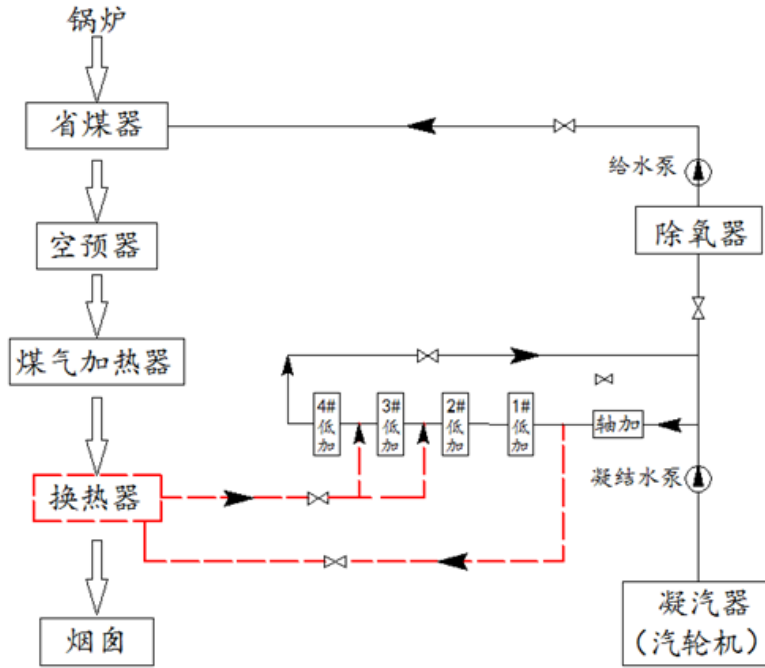 锅炉
省煤器
给水泵
空预器
除氧器
煤气加热器
4#
低
加
3#
低
加
2#
低
加
1#
低
加
轴加
换热器
凝结水泵
烟囱
凝汽器
(汽轮机)